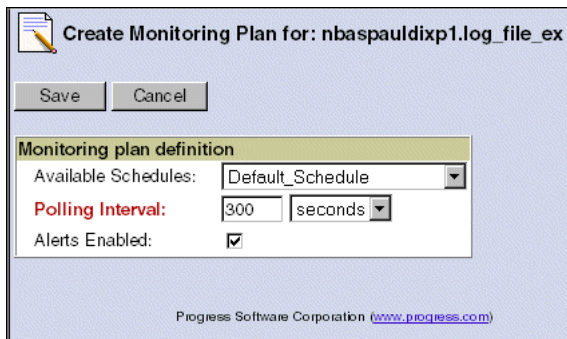 Create Monitoring Plan for: nbaspauldixp1.log_file_ex
Save Cancel
Monitoring plan definition
Available Schedules: Default_Schedule
Polling Interval: 300 seconds
Alerts Enabled:
Progress Software Corporation (www.progress.com)